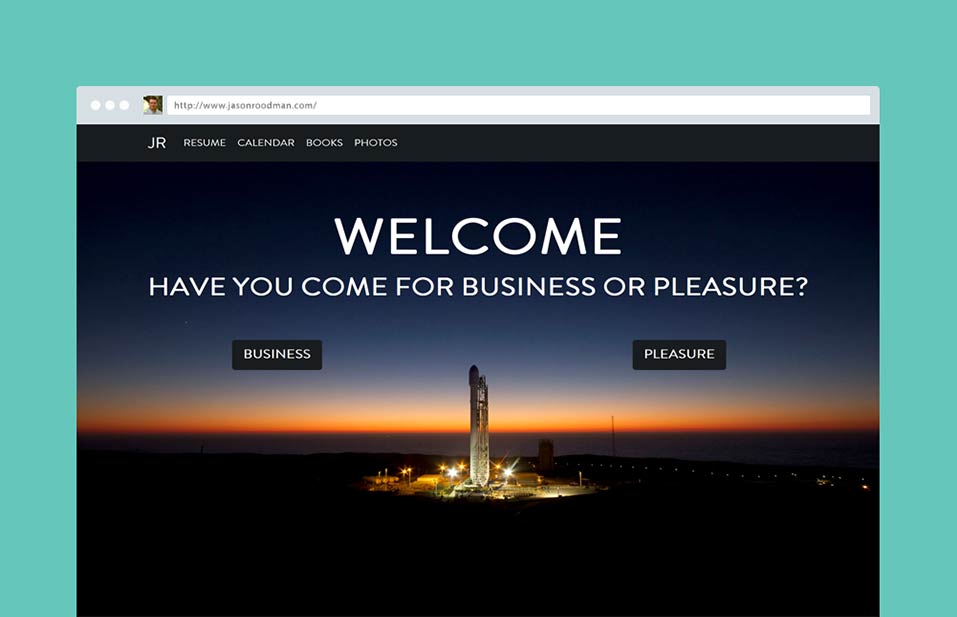 http://www.jasonroodman.com/
JR RESUME CALENDAR BOOKS PHOTOS
WELCOME
HAVE YOU COME FOR BUSINESS OR PLEASURE?
BUSINESS PLEASURE